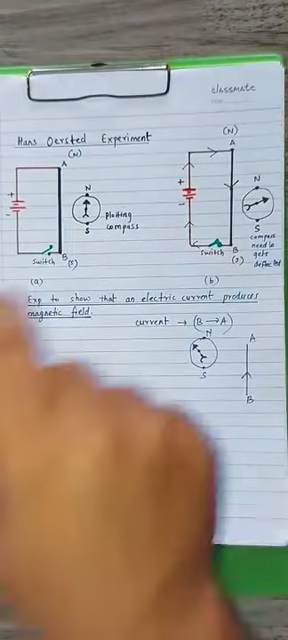 classmate
Hans Oersted Experiment
(N)
A
+
-
Switch
B
(S)
N
S
Plotting
compass
(a)
(N)
A
+
-
Switch
B
(S)
N
S
compass
needle
gets
deflected
(b)
Exp to show that an electric current produces
magnetic field.
current → (B → A)
N
S
A
B